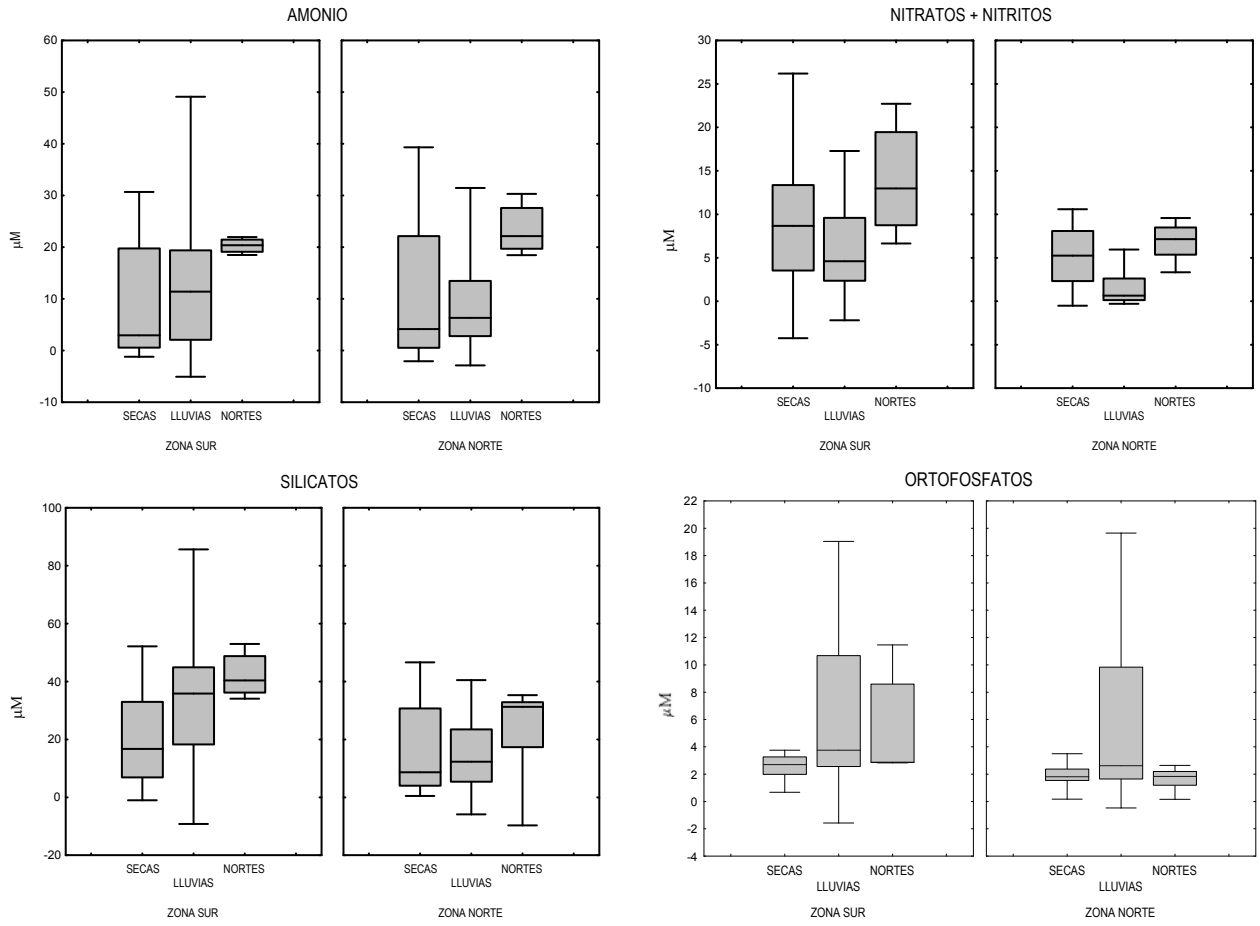 AMONIO
60
50
40
30
20
10
0
-10
μM
SECAS LLUVIAS NORTES
SECAS LLUVIAS NORTES
ZONA SUR
ZONA NORTE
NITRATOS + NITRITOS
30
25
20
15
10
5
0
-5
-10
μM
SECAS NORTES
LLUVIAS
SECAS NORTES
LLUVIAS
ZONA SUR
ZONA NORTE
SILICATOS
100
80
60
40
20
0
-20
μM
SECAS NORTES
LLUVIAS
SECAS NORTES
LLUVIAS
ZONA SUR
ZONA NORTE
ORTOFOSFATOS
22
20
18
16
14
12
10
8
6
4
2
0
-2
-4
μM
SECAS NORTES
LLUVIAS
SECAS NORTES
LLUVIAS
ZONA SUR
ZONA NORTE